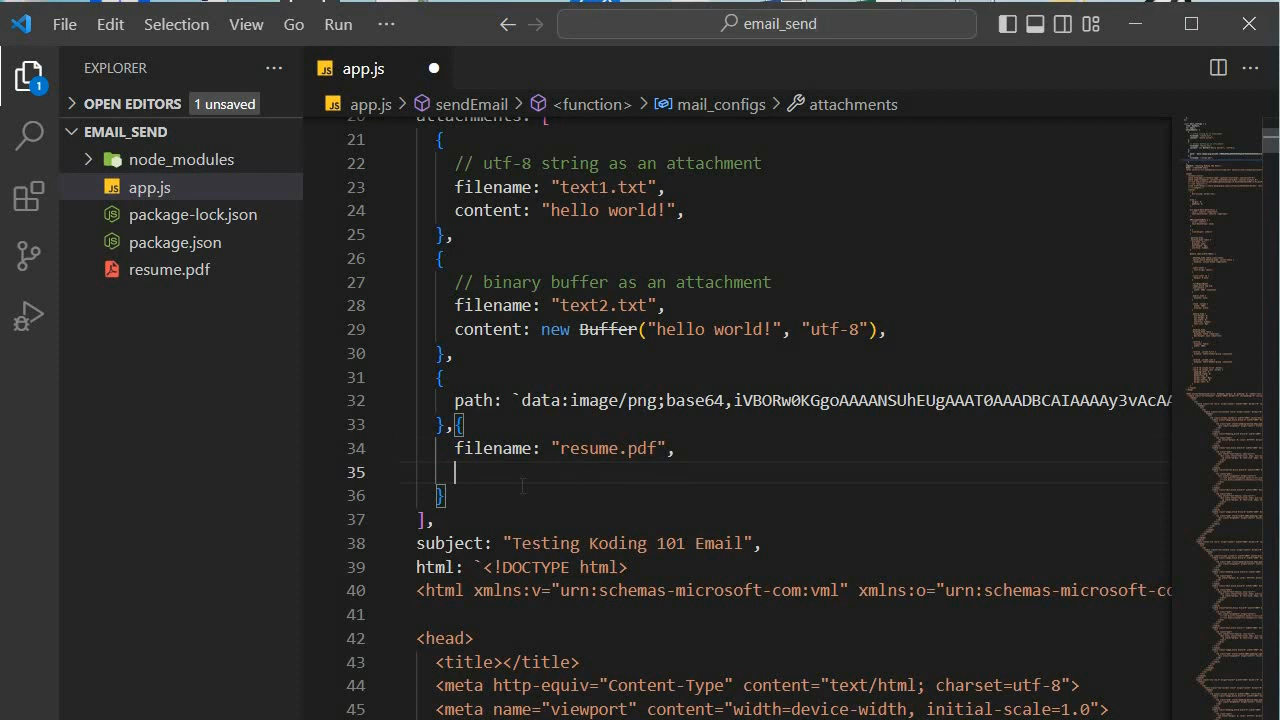 File Edit Selection View Go Run ··· email_send
EXPLORER ···
1
OPEN EDITORS 1 unsaved
EMAIL_SEND
node_modules
JS app.js
package-lock.json
package.json
resume.pdf
JS app.js
JS app.js > sendEmail > <function> > mail_configs > attachments
20 attachments: [
21 {
22 // utf-8 string as an attachment
23 filename: "text1.txt",
24 content: "hello world!",
25 },
26 {
27 // binary buffer as an attachment
28 filename: "text2.txt",
29 content: new Buffer("hello world!", "utf-8"),
30 },
31 {
32 path: `data:image/png;base64,iVBORw0KGgoAAAANSUhEUgAAAT0AAADBCAIAAAAy3vAcAA
33 },{
34 filename: "resume.pdf",
35
36 }
37 ],
38 subject: "Testing Koding 101 Email",
39 html: `<!DOCTYPE html>
40 <html xmlns:v="urn:schemas-microsoft-com:vml" xmlns:o="urn:schemas-microsoft-co
41
42 <head>
43 <title></title>
44 <meta http-equiv="Content-Type" content="text/html; charset=utf-8">
45 <meta name="viewport" content="width=device-width, initial-scale=1.0">